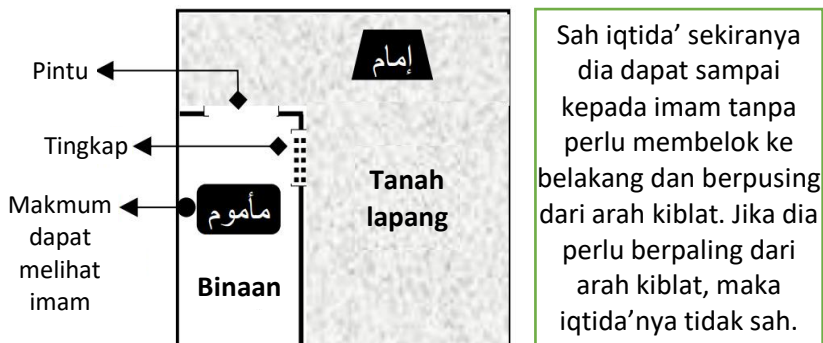 Pintu
Tingkap
Makmum
dapat
melihat
imam
إمام
مأموم
Binaan
Tanah
lapang
Sah iqtida’ sekiranya
dia dapat sampai
kepada imam tanpa
perlu membelok ke
belakang dan berpusing
dari arah kiblat. Jika dia
perlu berpaling dari
arah kiblat, maka
iqtida’nya tidak sah.